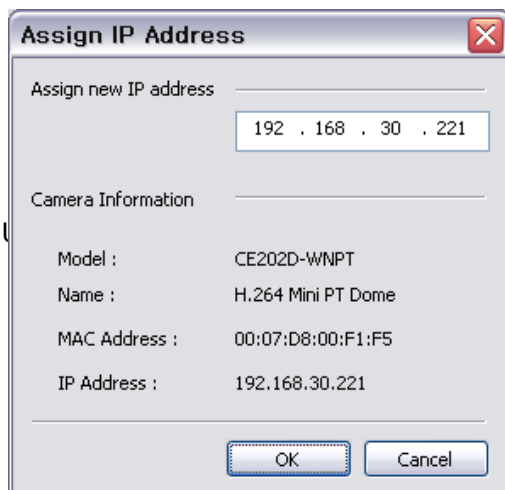 Assign IP Address
Assign new IP address
192 . 168 . 30 . 221
Camera Information
Model : CE202D-WNPT
Name : H.264 Mini PT Dome
MAC Address : 00:07:D8:00:F1:F5
IP Address : 192.168.30.221
OK Cancel